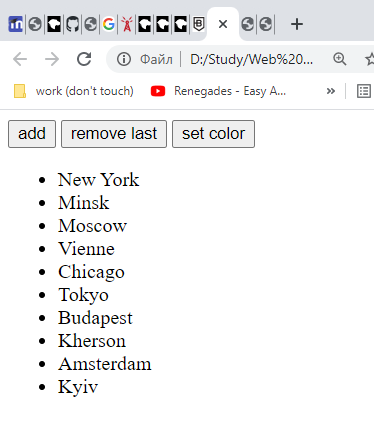 in G B
Файл D:/Study/Web%20...
work (don't touch) Renegades - Easy A... »
add remove last set color
New York
Minsk
Moscow
Vienne
Chicago
Tokyo
Budapest
Kherson
Amsterdam
Kyiv